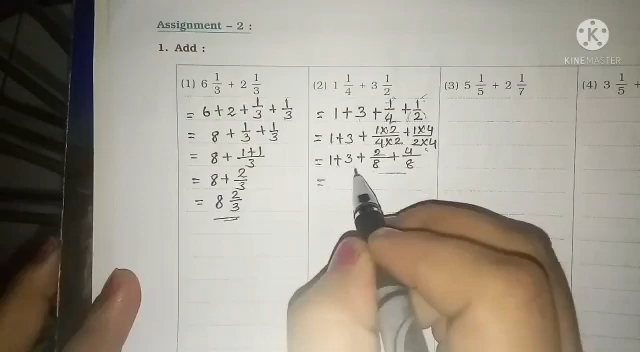 Assignment – 2 :
K
KINEMASTER
1. Add :
(1) 6 1/3 + 2 1/3
= 6 + 2 + 1/3 + 1/3
= 8 + 1/3 + 1/3
= 8 + 1+1/3
= 8 + 2/3
= 8 2/3
(2) 1 1/4 + 3 1/2
= 1 + 3 + 1/4 + 1/2
= 1+3 + 1×2/4×2 + 1×4/2×4
= 1+3 + 2/8 + 4/8
=
(3) 5 1/5 + 2 1/7
(4) 3 1/5 +